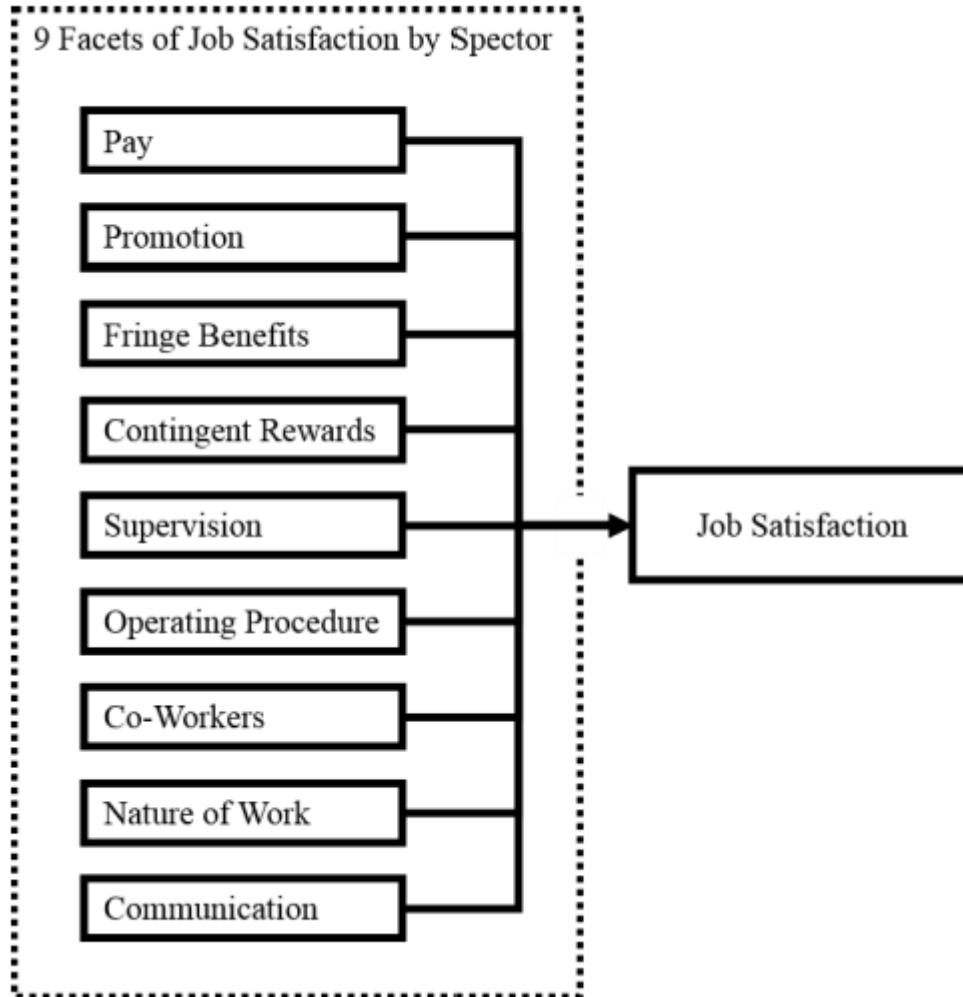 9 Facets of Job Satisfaction by Spector
Pay
Promotion
Fringe Benefits
Contingent Rewards
Supervision
Job Satisfaction
Operating Procedure
Co-Workers
Nature of Work
Communication